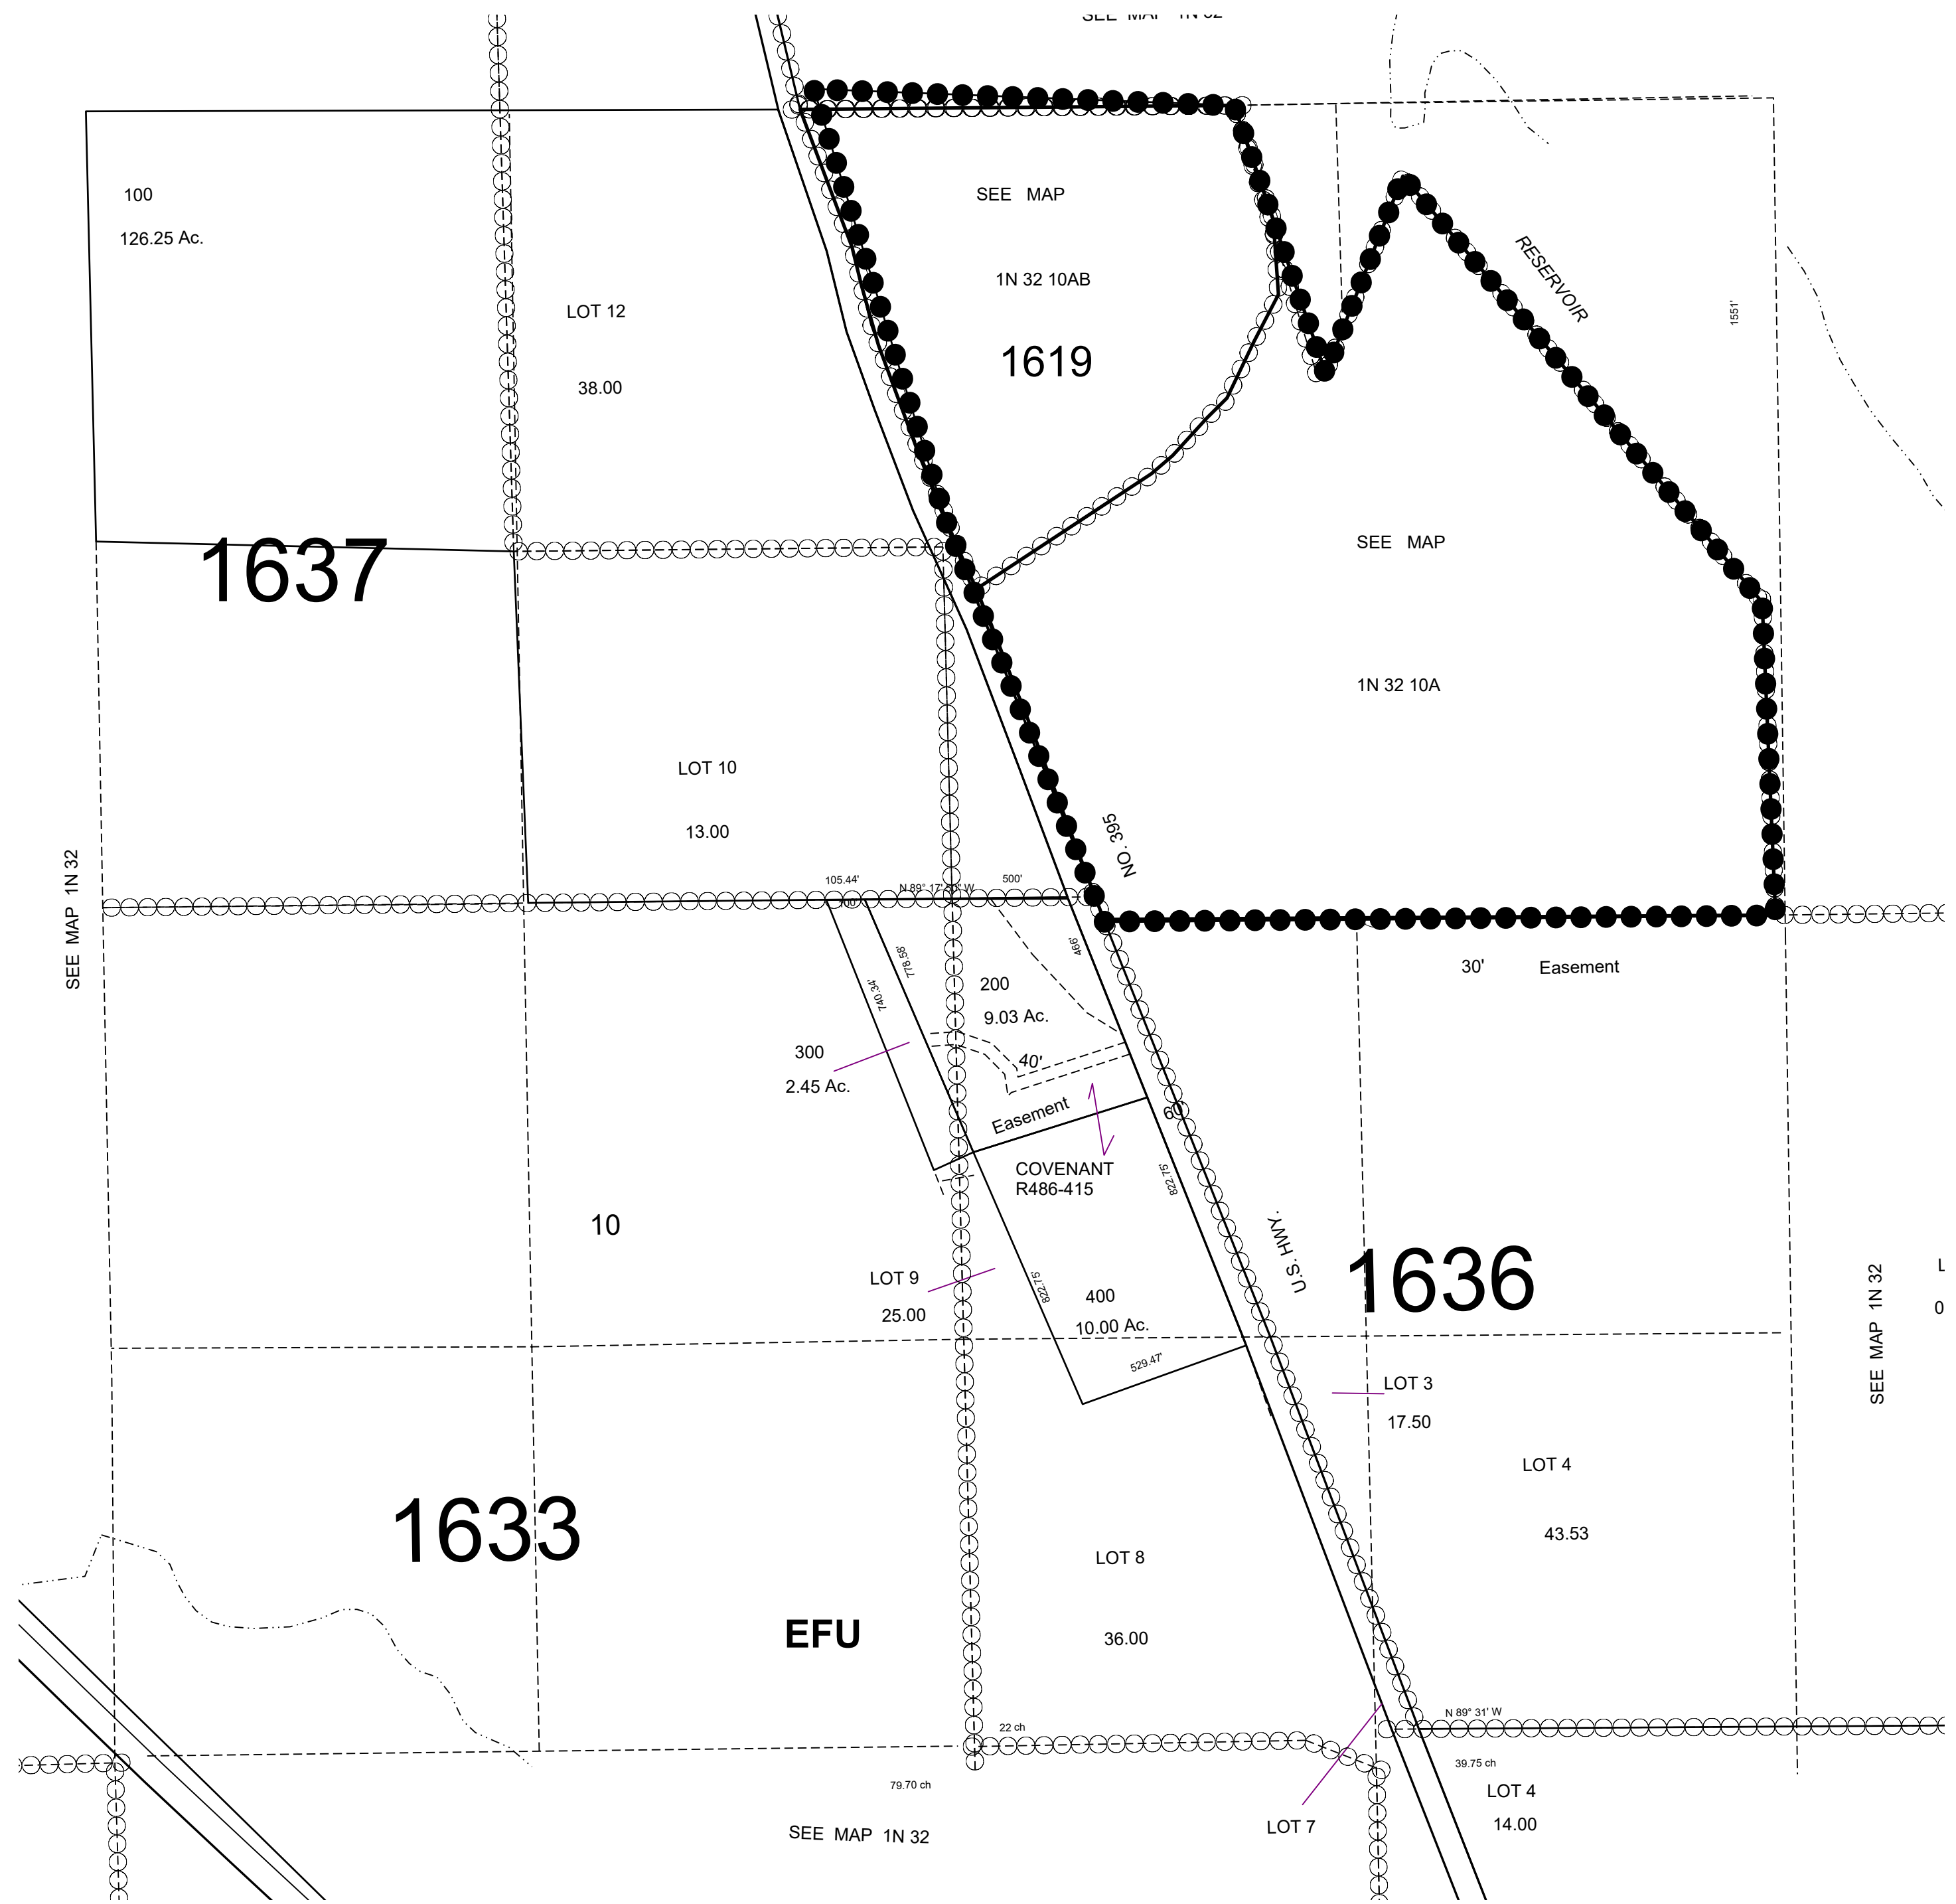 100
126.25 Ac.
SEE MAP
1N 32 10AB
1619
RESERVOIR
1551'
LOT 12
38.00
1637
SEE MAP
1N 32 10A
LOT 10
13.00
NO. 395
SEE MAP 1N 32
105.44'
500'
466'
778.58'
740.34'
200
9.03 Ac.
30' Easement
300
2.45 Ac.
40'
Easement
60'
COVENANT
R486-415
822.75'
10
U.S. HWY.
1636
LOT 9
25.00
822.75'
400
10.00 Ac.
529.47'
SEE MAP 1N 32
LOT 3
17.50
LOT 4
43.53
1633
LOT 8
36.00
EFU
22 ch
N 89° 31' W
39.75 ch
79.70 ch
LOT 4
14.00
LOT 7
SEE MAP 1N 32